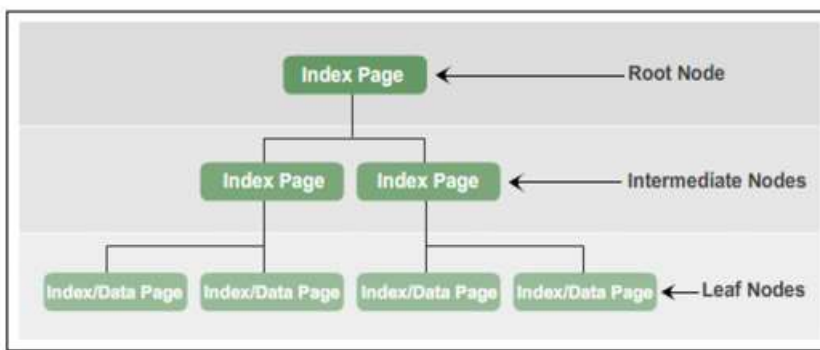 Index Page
Root Node
Index Page
Index Page
Intermediate Nodes
Index/Data Page
Index/Data Page
Index/Data Page
Index/Data Page
Leaf Nodes